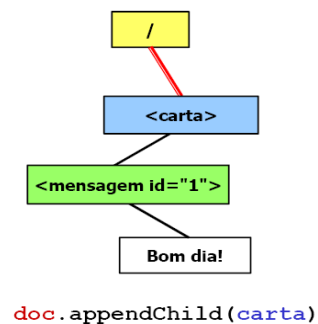 /
<carta>
<mensagem id="1">
Bom dia!
doc.appendChild(carta)